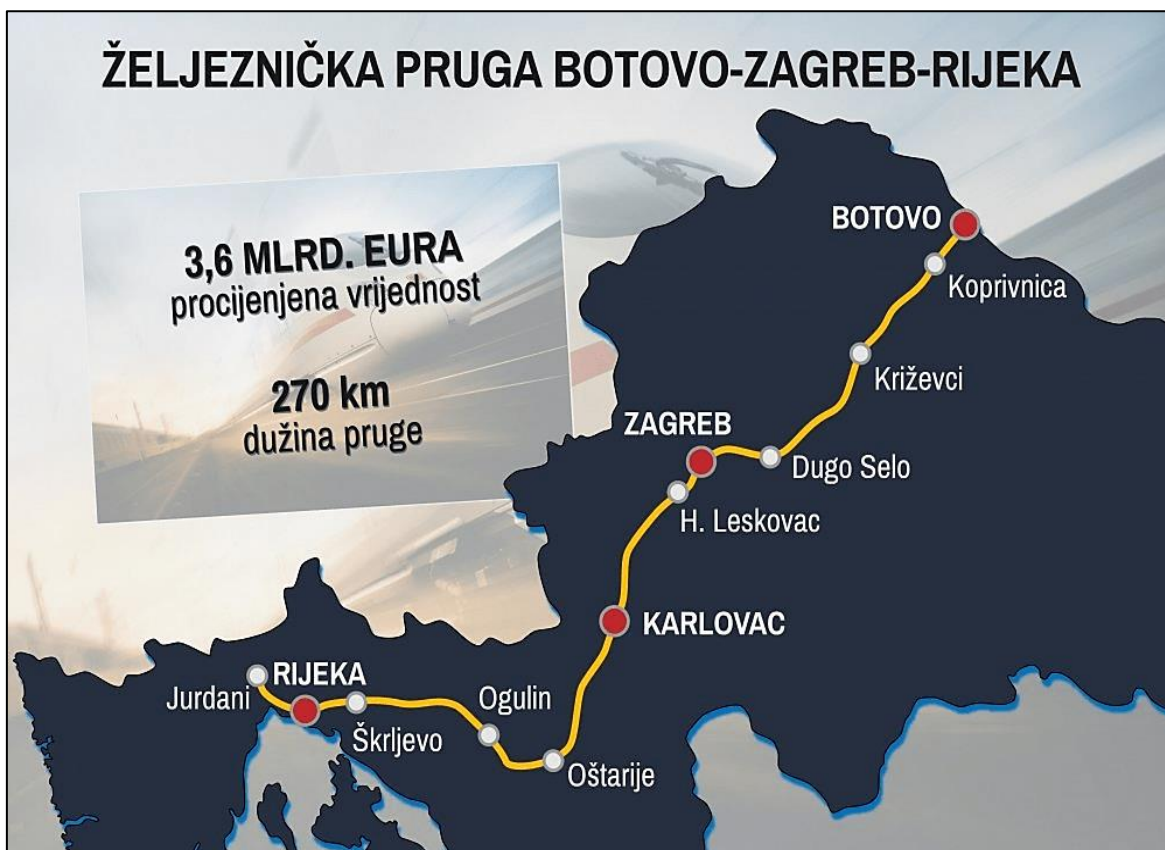 ŽELJEZNIČKA PRUGA BOTOVO-ZAGREB-RIJEKA
3,6 MLRD. EURA
procijenjena vrijednost
270 km
dužina pruge
BOTOVO
Koprivnica
Križevci
ZAGREB
Dugo Selo
H. Leskovac
KARLOVAC
RIJEKA
Jurdani
Ogulin
Škrljevo
Oštarije